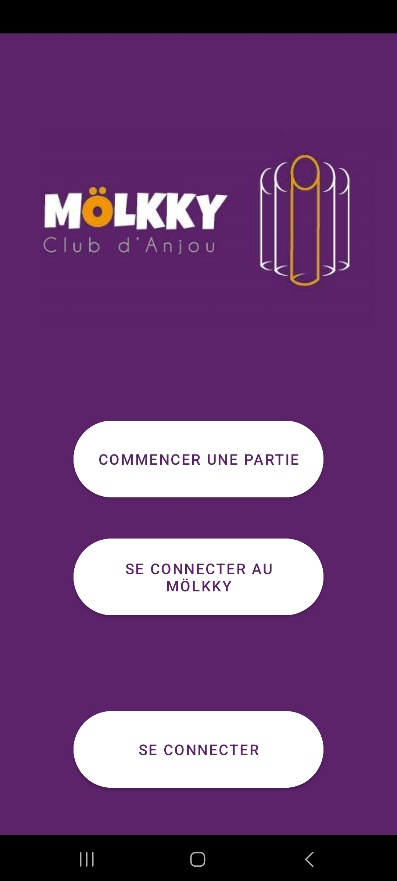 MÖLKKY
Club d'Anjou
COMMENCER UNE PARTIE
SE CONNECTER AU
MÖLKKY
SE CONNECTER